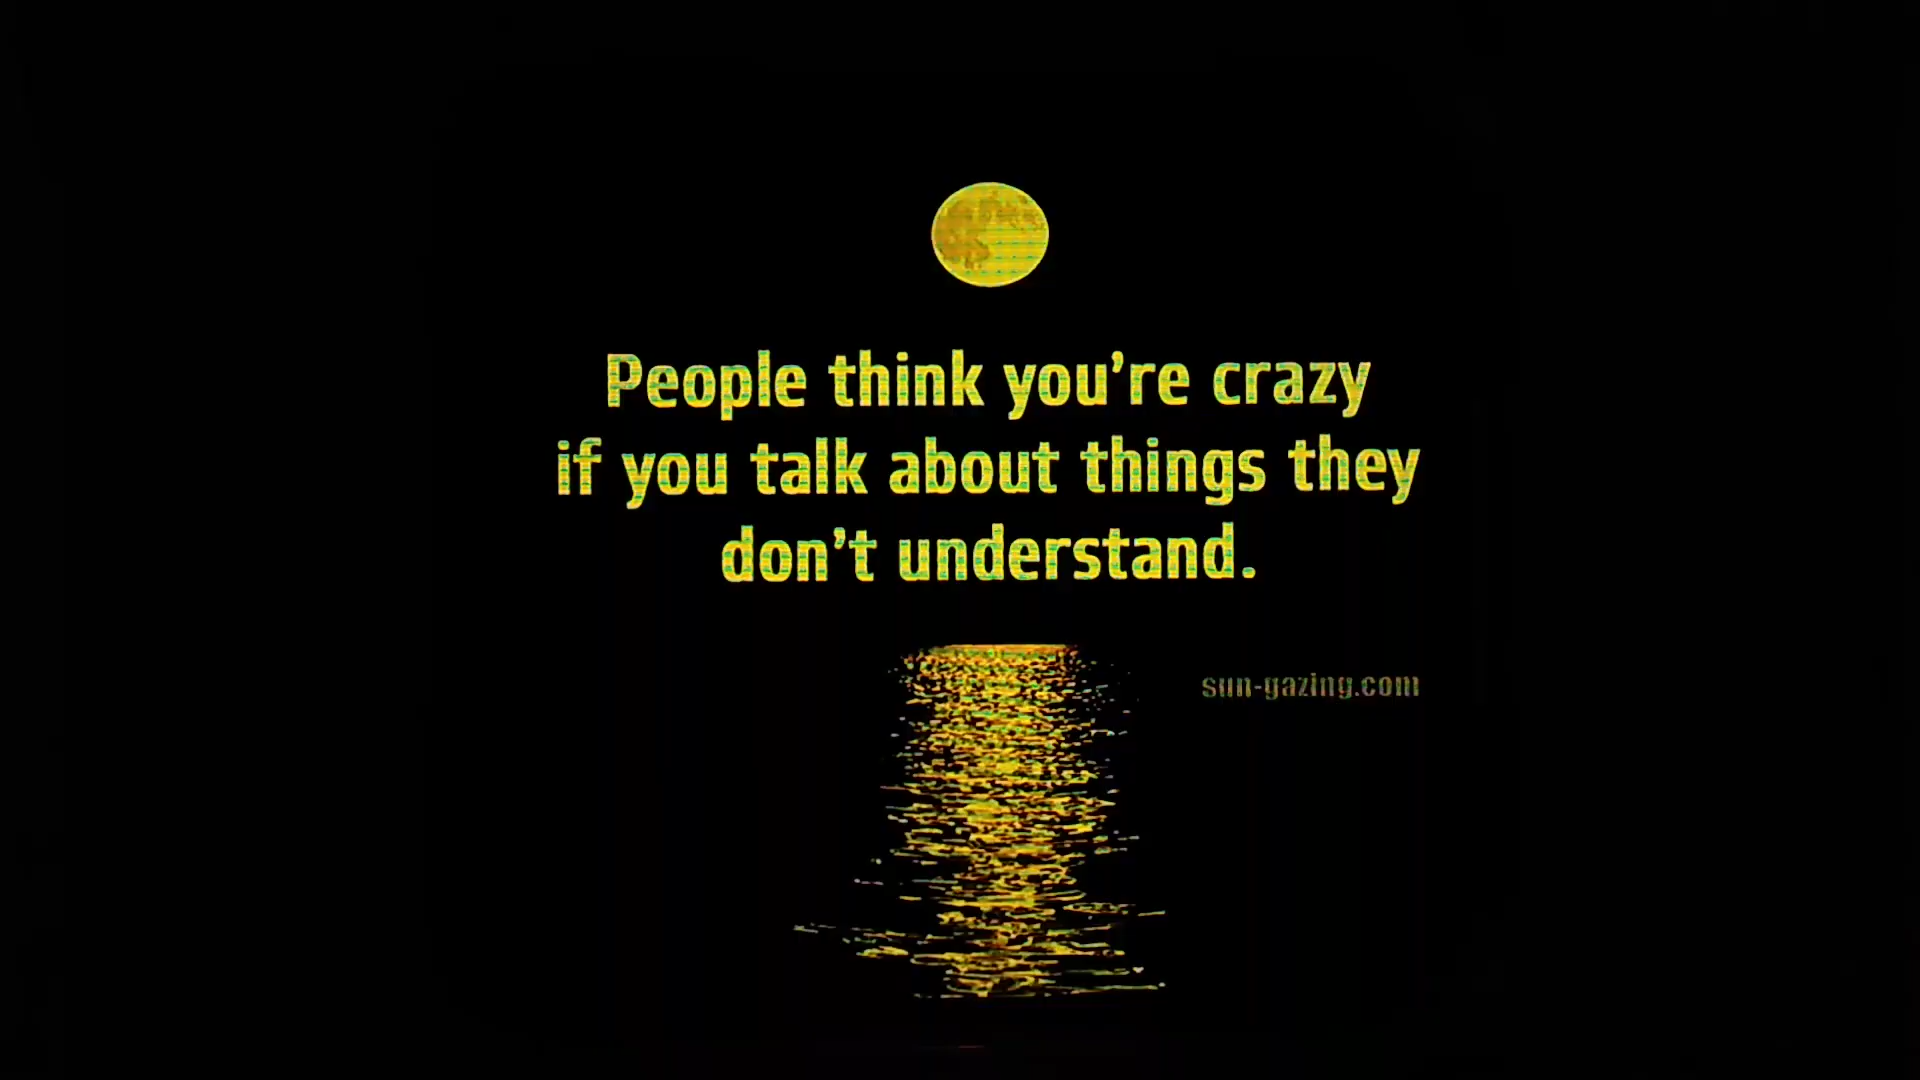 People think you're crazy
if you talk about things they
don't understand.
sun-gazing.com